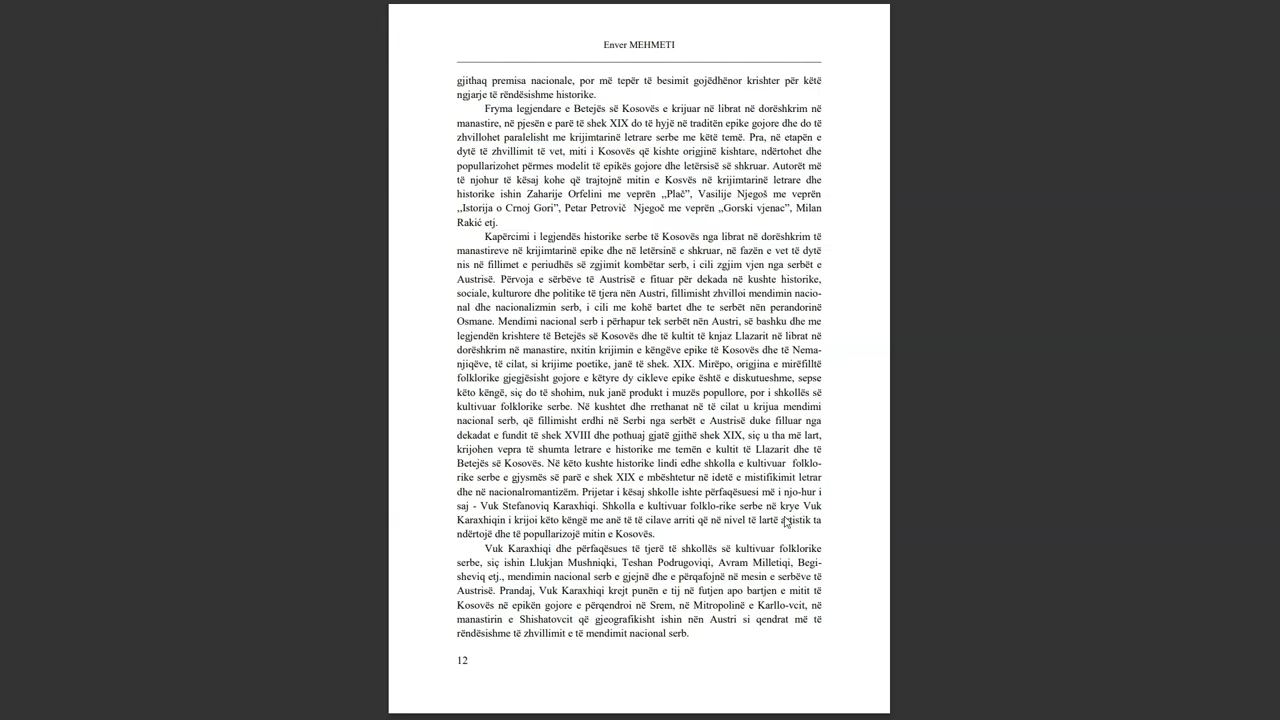 Enver MEHMETI
gjithaq premisa nacionale, por më tepër të besimit gojëdhënor krishter për këtë
ngjarje të rëndësishme historike.
Fryma legjendare e Betejës së Kosovës e krijuar në librat në dorëshkrim në
manastire, në pjesën e parë të shek XIX do të hyjë në traditën epike gojore dhe do të
zhvillohet paralelisht me krijimtarinë letrare serbe me këtë temë. Pra, në etapën e
dytë të zhvillimit të vet, miti i Kosovës që kishte origjinë kishtare, ndërtohet dhe
popullarizohet përmes modelit të epikës gojore dhe letërsisë së shkruar. Autorët më
të njohur të kësaj kohe që trajtojnë mitin e Kosvës në krijimtarinë letrare dhe
historike ishin Zaharije Orfelini me veprën ,,Plač”, Vasilije Njegoš me veprën
,,Istorija o Crnoj Gori”, Petar Petrovič  Njegoč me veprën ,,Gorski vjenac”, Milan
Rakić etj.
Kapërcimi i legjendës historike serbe të Kosovës nga librat në dorëshkrim të
manastireve në krijimtarinë epike dhe në letërsinë e shkruar, në fazën e vet të dytë
nis në fillimet e periudhës së zgjimit kombëtar serb, i cili zgjim vjen nga serbët e
Austrisë. Përvoja e sërbëve të Austrisë e fituar për dekada në kushte historike,
sociale, kulturore dhe politike të tjera nën Austri, fillimisht zhvilloi mendimin nacio-
nal dhe nacionalizmin serb, i cili me kohë bartet dhe te serbët nën perandorinë
Osmane. Mendimi nacional serb i përhapur tek serbët nën Austri, së bashku dhe me
legjendën krishtere të Betejës së Kosovës dhe të kultit të knjaz Llazarit në librat në
dorëshkrim në manastire, nxitin krijimin e këngëve epike të Kosovës dhe të Nema-
njiqëve, të cilat, si krijime poetike, janë të shek. XIX. Mirëpo, origjina e mirëfilltë
folklorike gjegjësisht gojore e këtyre dy cikleve epike është e diskutueshme, sepse
këto këngë, siç do të shohim, nuk janë produkt i muzës popullore, por i shkollës së
kultivuar folklorike serbe. Në kushtet dhe rrethanat në të cilat u krijua mendimi
nacional serb, që fillimisht erdhi në Serbi nga serbët e Austrisë duke filluar nga
dekadat e fundit të shek XVIII dhe pothuaj gjatë gjithë shek XIX, siç u tha më lart,
krijohen vepra të shumta letrare e historike me temën e kultit të Llazarit dhe të
Betejës së Kosovës. Në këto kushte historike lindi edhe shkolla e kultivuar  folklo-
rike serbe e gjysmës së parë e shek XIX e mbështetur në idetë e mistifikimit letrar
dhe në nacionalromantizëm. Prijetar i kësaj shkolle ishte përfaqësuesi më i njo-hur i
saj - Vuk Stefanoviq Karaxhiqi. Shkolla e kultivuar folklo-rike serbe në krye Vuk
Karaxhiqin i krijoi këto këngë me anë të të cilave arriti që në nivel të lartë artistik ta
ndërtojë dhe të popullarizojë mitin e Kosovës.
Vuk Karaxhiqi dhe përfaqësues të tjerë të shkollës së kultivuar folklorike
serbe, siç ishin Llukjan Mushniqki, Teshan Podrugoviqi, Avram Milletiqi, Begi-
sheviq etj., mendimin nacional serb e gjejnë dhe e përqafojnë në mesin e serbëve të
Austrisë. Prandaj, Vuk Karaxhiqi krejt punën e tij në futjen apo bartjen e mitit të
Kosovës në epikën gojore e përqendroi në Srem, në Mitropolinë e Karllo-vcit, në
manastirin e Shishatovcit që gjeografikisht ishin nën Austri si qendrat më të
rëndësishme të zhvillimit e të mendimit nacional serb.
12